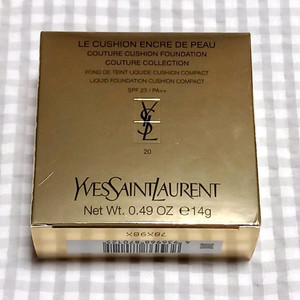 LE CUSHION ENCRE DE PEAU
COUTURE CUSHION FOUNDATION
COUTURE COLLECTION
FOND DE TEINT LIQUIDE CUSHION COMPACT
LIQUID FOUNDATION CUSHION COMPACT
SPF 23 / PA++
YSL
20
YVESSAINTLAURENT
Net Wt. 0.49 OZ ℮14g